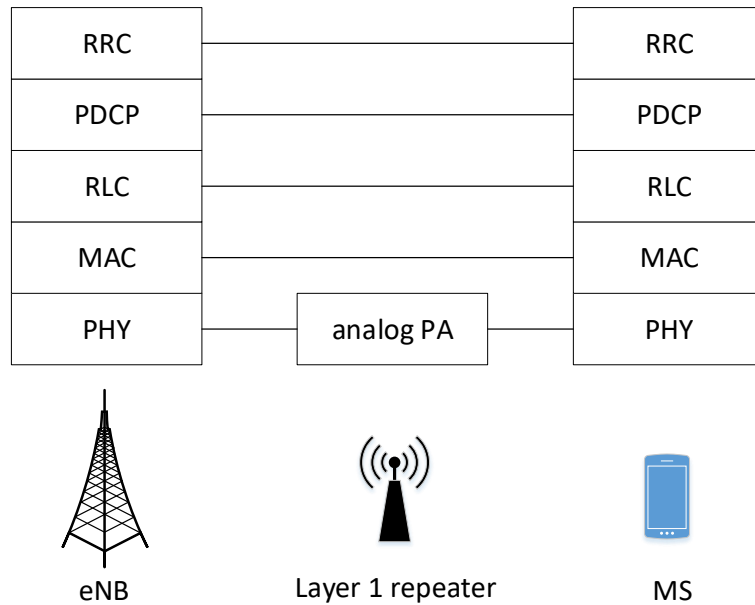 RRC RRC
PDCP PDCP
RLC RLC
MAC MAC
PHY analog PA PHY
eNB Layer 1 repeater MS